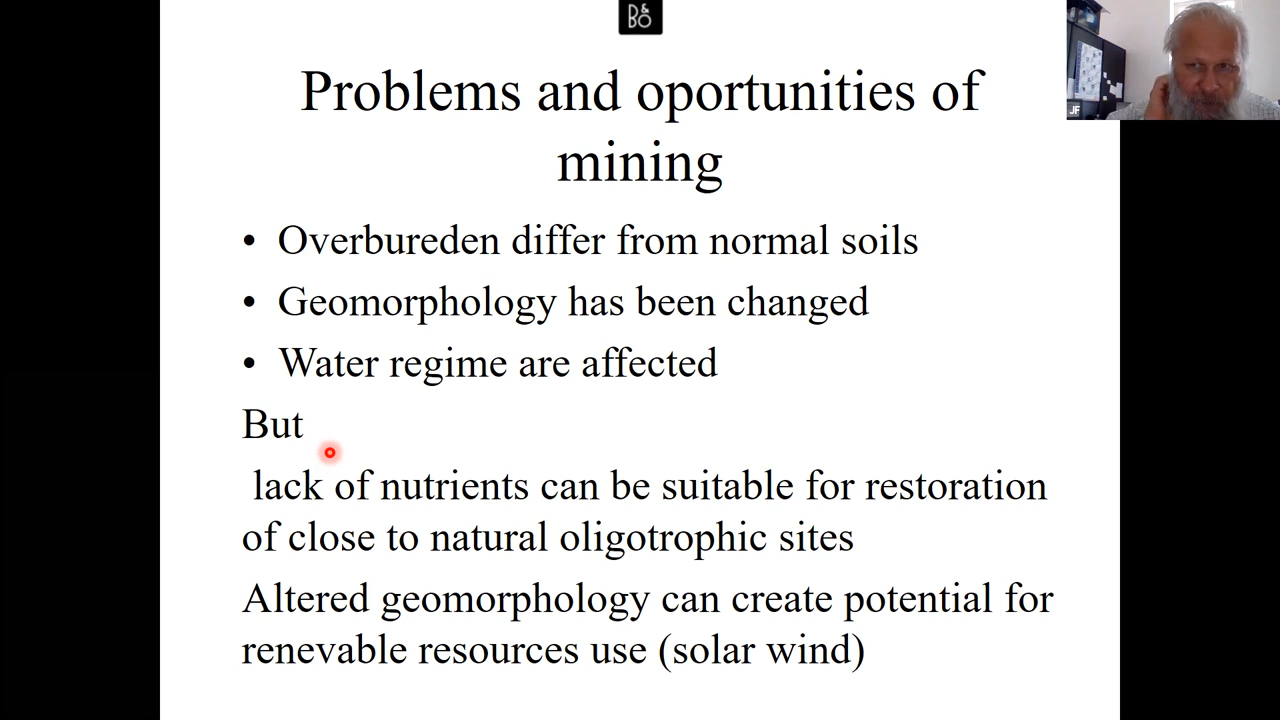 B&O
Problems and oportunities of
mining
• Overbureden differ from normal soils
• Geomorphology has been changed
• Water regime are affected
But
lack of nutrients can be suitable for restoration
of close to natural oligotrophic sites
Altered geomorphology can create potential for
renevable resources use (solar wind)
JF